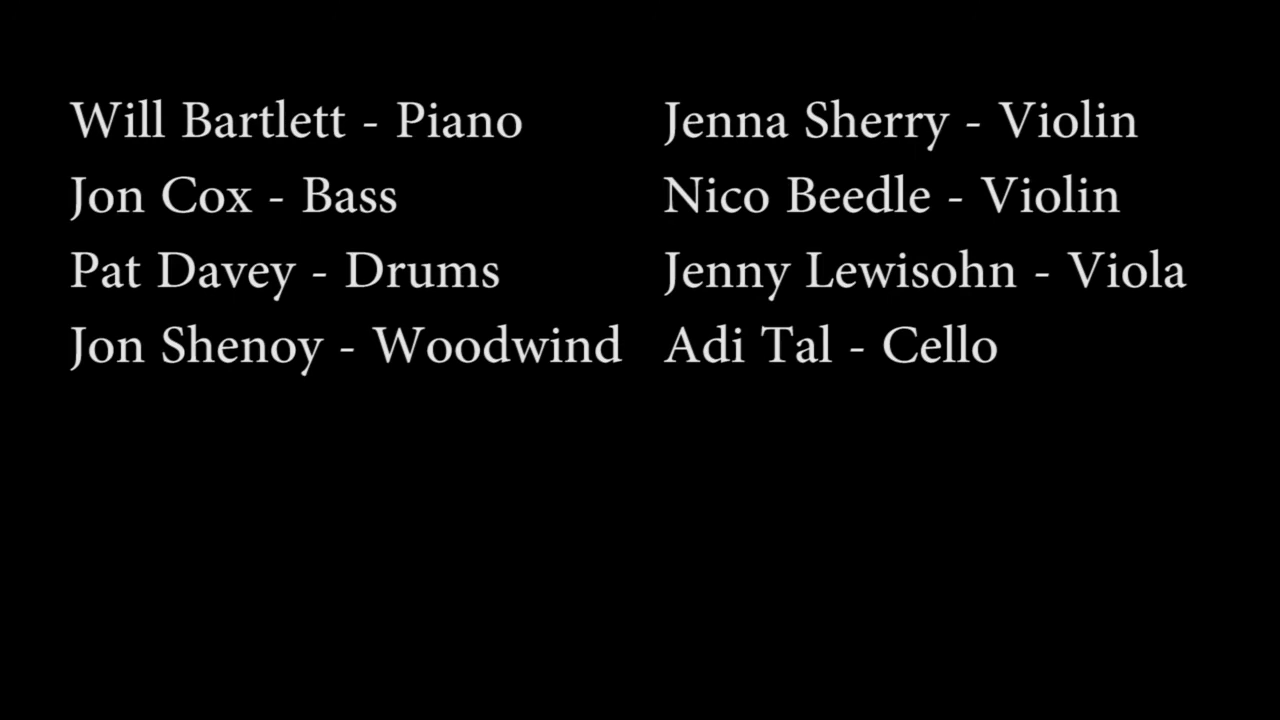 Will Bartlett - Piano
Jon Cox - Bass
Pat Davey - Drums
Jon Shenoy - Woodwind
Jenna Sherry - Violin
Nico Beedle - Violin
Jenny Lewisohn - Viola
Adi Tal - Cello